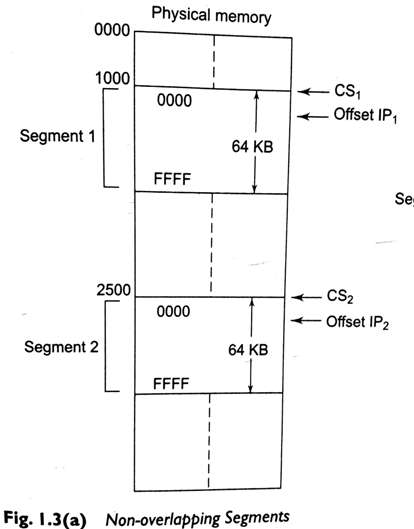 Physical memory
0000
1000
CS₁
0000
Offset IP₁
Segment 1
64 KB
FFFF
Se
2500
CS₂
0000
Offset IP₂
Segment 2
64 KB
FFFF
Fig. 1.3(a) Non-overlapping Segments